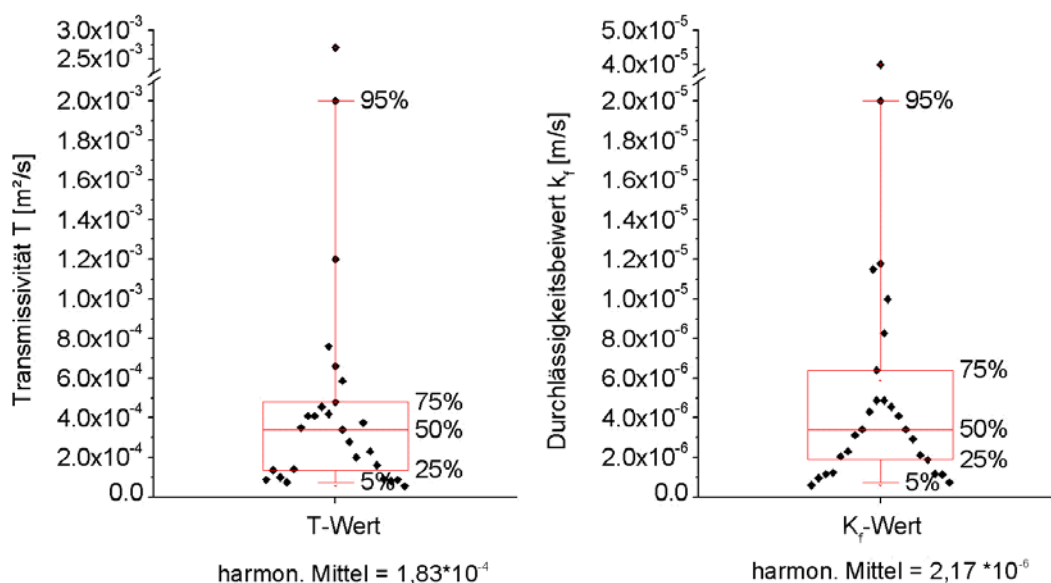 Transmissivität T [m²/s]
3.0x10⁻³
2.5x10⁻³
2.0x10⁻³
1.8x10⁻³
1.6x10⁻³
1.4x10⁻³
1.2x10⁻³
1.0x10⁻³
8.0x10⁻⁴
6.0x10⁻⁴
4.0x10⁻⁴
2.0x10⁻⁴
0.0
95%
75%
50%
25%
5%
T-Wert
harmon. Mittel = 1,83*10⁻⁴
Durchlässigkeitsbeiwert k_f [m/s]
5.0x10⁻⁵
4.0x10⁻⁵
2.0x10⁻⁵
1.8x10⁻⁵
1.6x10⁻⁵
1.4x10⁻⁵
1.2x10⁻⁵
1.0x10⁻⁵
8.0x10⁻⁶
6.0x10⁻⁶
4.0x10⁻⁶
2.0x10⁻⁶
0.0
95%
75%
50%
25%
5%
K_f-Wert
harmon. Mittel = 2,17 *10⁻⁶